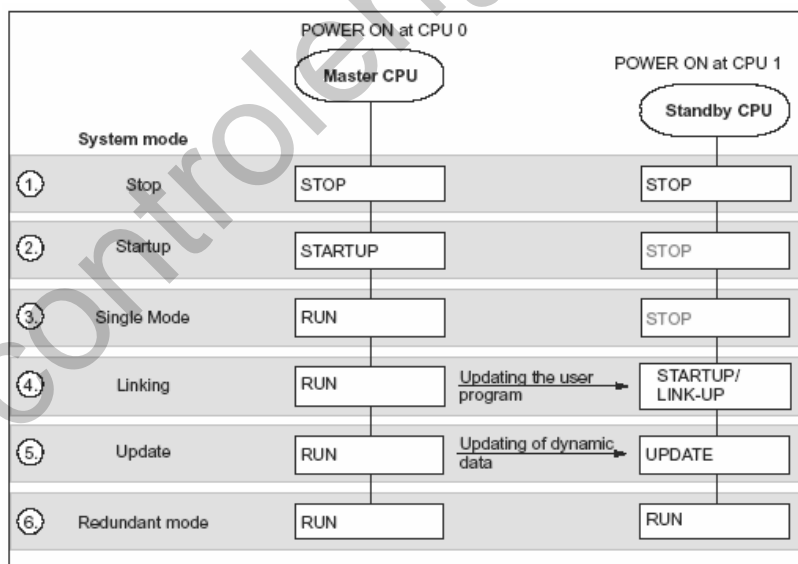 POWER ON at CPU 0
Master CPU
POWER ON at CPU 1
Standby CPU
System mode
1. Stop STOP STOP
2. Startup STARTUP STOP
3. Single Mode RUN STOP
4. Linking RUN Updating the user program STARTUP/ LINK-UP
5. Update RUN Updating of dynamic data UPDATE
6. Redundant mode RUN RUN